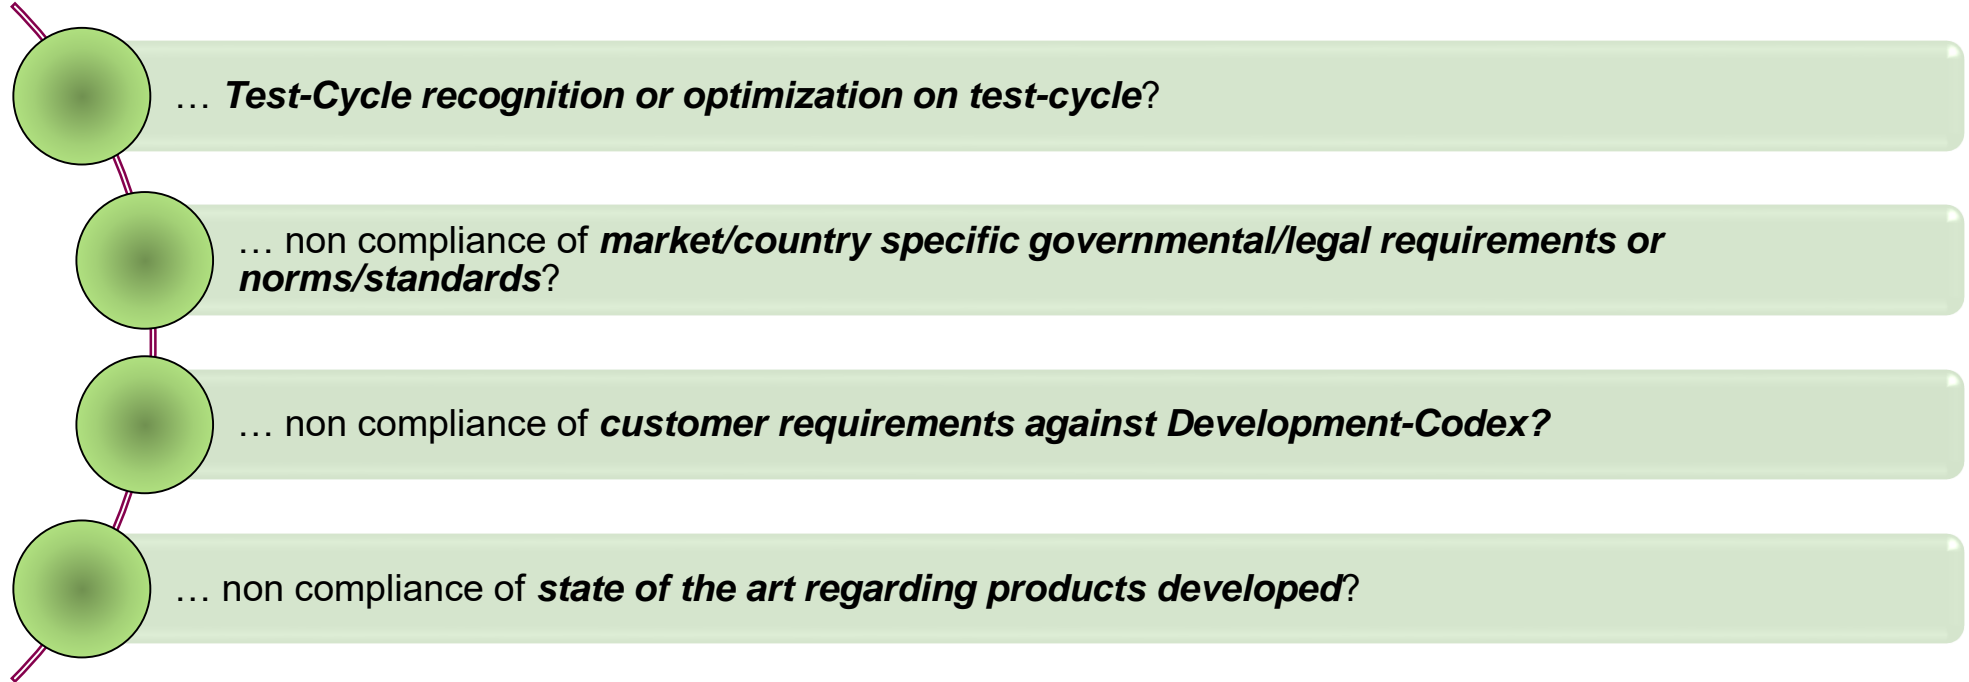 … Test-Cycle recognition or optimization on test-cycle?
… non compliance of market/country specific governmental/legal requirements or
norms/standards?
… non compliance of customer requirements against Development-Codex?
… non compliance of state of the art regarding products developed?